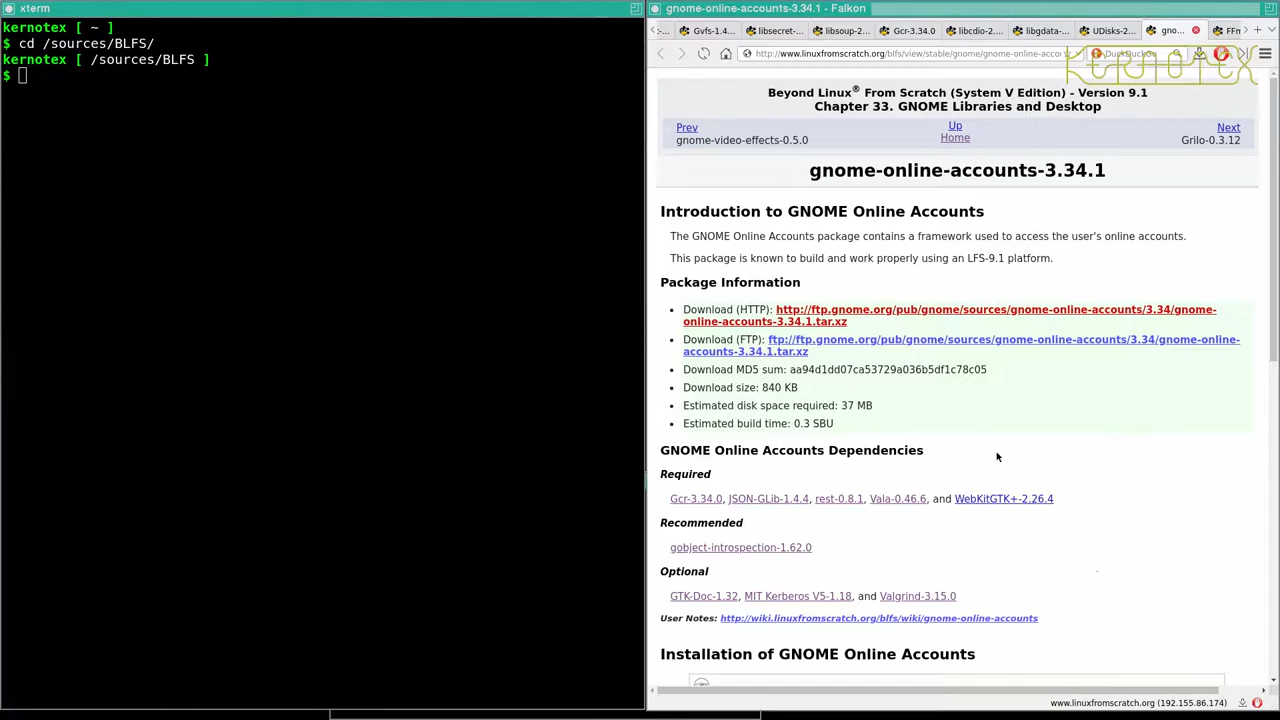 xterm
kernotex [ ~ ]
$ cd /sources/BLFS/
kernotex [ /sources/BLFS ]
$
gnome-online-accounts-3.34.1 - Falkon
Gvfs-1.4... libsecret-... libsoup-2... Gcr-3.34.0 libcdio-2... libgdata-... UDisks-2... gno... FFm
http://www.linuxfromscratch.org/blfs/view/stable/gnome/gnome-online-accou
DuckDuckGo
KERNOTEX
Beyond Linux® From Scratch (System V Edition) - Version 9.1
Chapter 33. GNOME Libraries and Desktop
Prev Up Next
gnome-video-effects-0.5.0 Home Grilo-0.3.12
gnome-online-accounts-3.34.1
Introduction to GNOME Online Accounts
The GNOME Online Accounts package contains a framework used to access the user's online accounts.
This package is known to build and work properly using an LFS-9.1 platform.
Package Information
• Download (HTTP): http://ftp.gnome.org/pub/gnome/sources/gnome-online-accounts/3.34/gnome-
online-accounts-3.34.1.tar.xz
• Download (FTP): ftp://ftp.gnome.org/pub/gnome/sources/gnome-online-accounts/3.34/gnome-online-
accounts-3.34.1.tar.xz
• Download MD5 sum: aa94d1dd07ca53729a036b5df1c78c05
• Download size: 840 KB
• Estimated disk space required: 37 MB
• Estimated build time: 0.3 SBU
GNOME Online Accounts Dependencies
Required
Gcr-3.34.0, JSON-GLib-1.4.4, rest-0.8.1, Vala-0.46.6, and WebKitGTK+-2.26.4
Recommended
gobject-introspection-1.62.0
Optional
GTK-Doc-1.32, MIT Kerberos V5-1.18, and Valgrind-3.15.0
User Notes: http://wiki.linuxfromscratch.org/blfs/wiki/gnome-online-accounts
Installation of GNOME Online Accounts
www.linuxfromscratch.org (192.155.86.174)